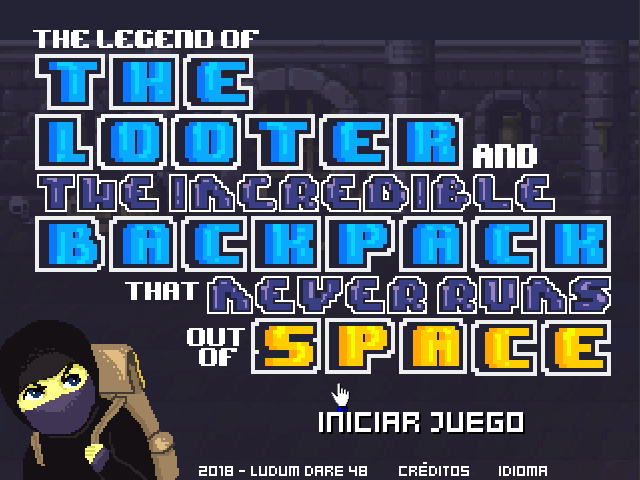 THE LEGEND OF
THE
LOOTER AND
THE INCREDIBLE
BACKPACK
THAT NEVER RUNS
OUT OF SPACE
INICIAR JUEGO
2018 - LUDUM DARE 48 CRÉDITOS IDIOMA